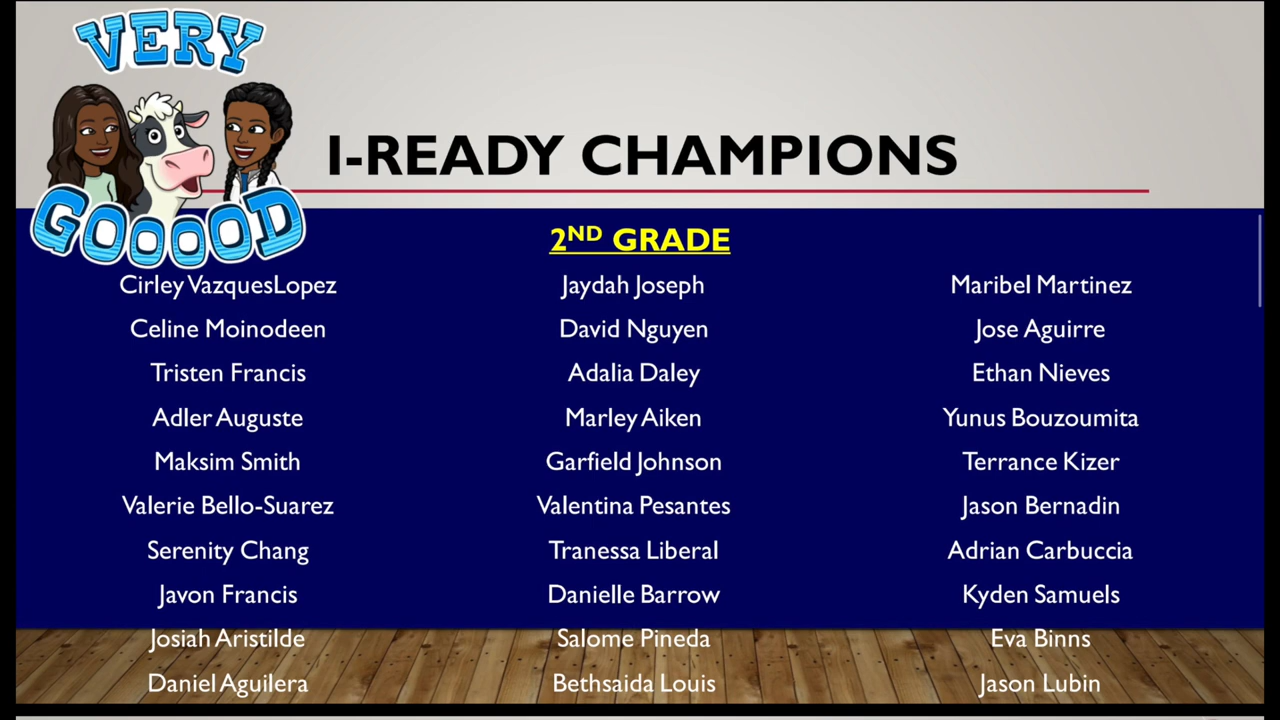 VERY
GOOOOD
I-READY CHAMPIONS
2ND GRADE
Cirley VazquesLopez
Celine Moinodeen
Tristen Francis
Adler Auguste
Maksim Smith
Valerie Bello-Suarez
Serenity Chang
Javon Francis
Josiah Aristilde
Daniel Aguilera
Jaydah Joseph
David Nguyen
Adalia Daley
Marley Aiken
Garfield Johnson
Valentina Pesantes
Tranessa Liberal
Danielle Barrow
Salome Pineda
Bethsaida Louis
Maribel Martinez
Jose Aguirre
Ethan Nieves
Yunus Bouzoumita
Terrance Kizer
Jason Bernadin
Adrian Carbuccia
Kyden Samuels
Eva Binns
Jason Lubin